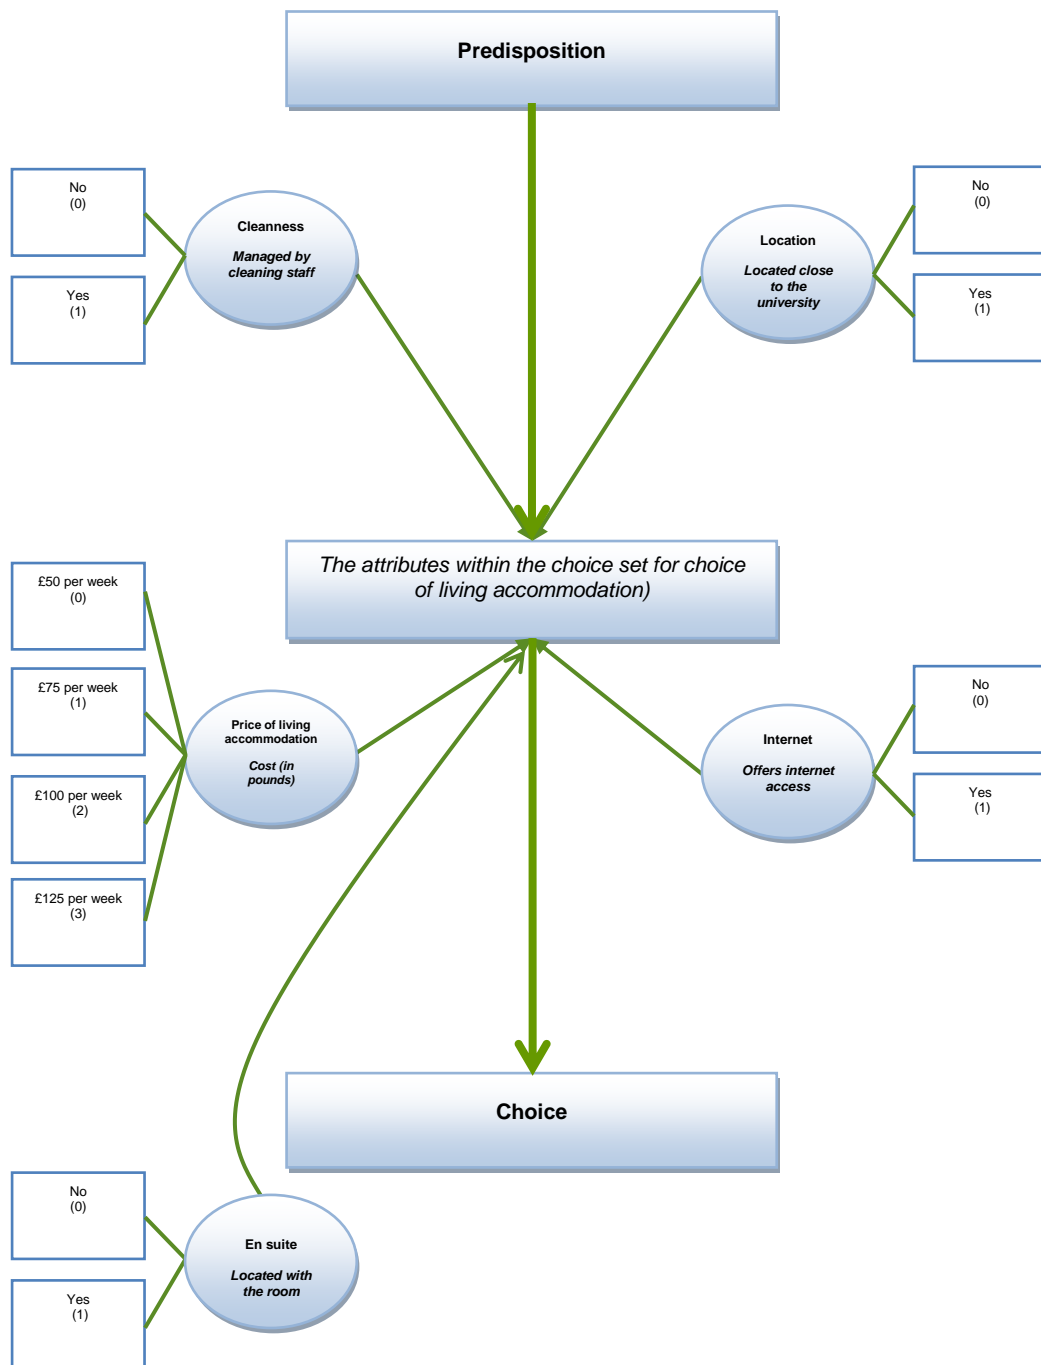 Predisposition
No
(0)
Yes
(1)
Cleanness
Managed by
cleaning staff
Location
Located close
to the
university
No
(0)
Yes
(1)
The attributes within the choice set for choice
of living accommodation)
£50 per week
(0)
£75 per week
(1)
£100 per week
(2)
£125 per week
(3)
Price of living
accommodation
Cost (in
pounds)
Internet
Offers internet
access
No
(0)
Yes
(1)
Choice
No
(0)
Yes
(1)
En suite
Located with
the room